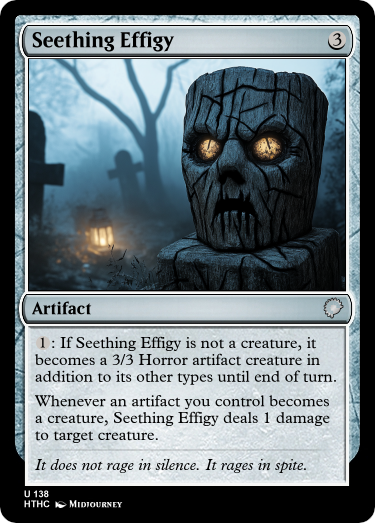 Seething Effigy 3
Artifact
1 : If Seething Effigy is not a creature, it
becomes a 3/3 Horror artifact creature in
addition to its other types until end of turn.
Whenever an artifact you control becomes
a creature, Seething Effigy deals 1 damage
to target creature.
It does not rage in silence. It rages in spite.
U 138
HTHC Midjourney